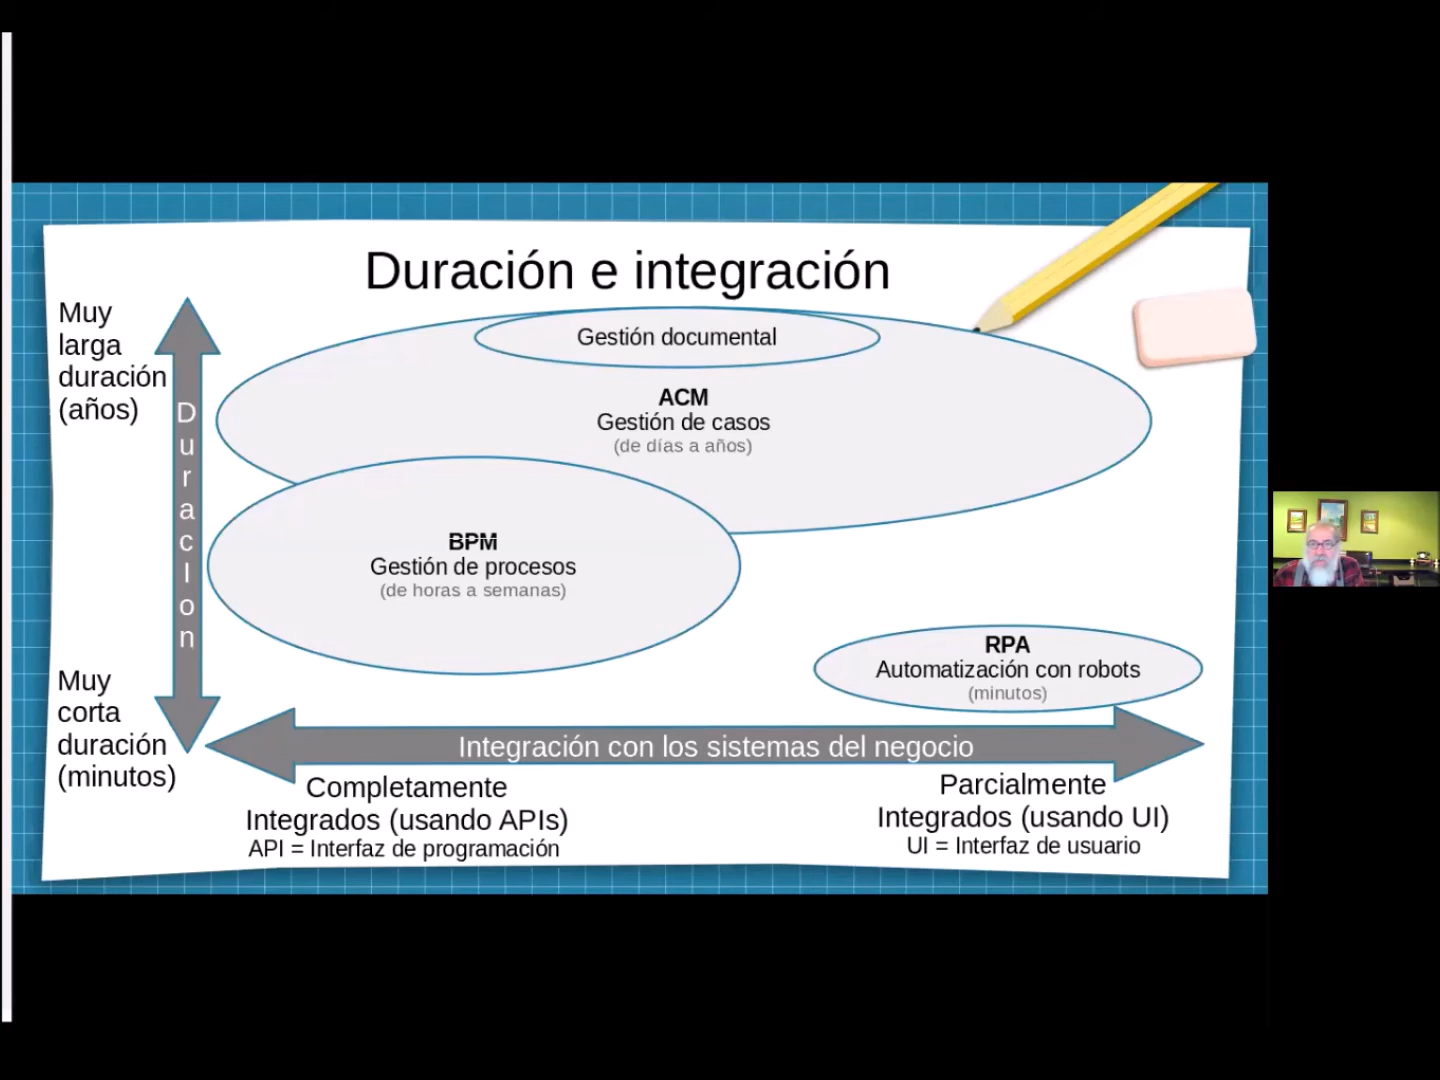 Duración e integración
Muy
larga
duración
(años)
Duracion
Gestión documental
ACM
Gestión de casos
(de días a años)
BPM
Gestión de procesos
(de horas a semanas)
RPA
Automatización con robots
(minutos)
Muy
corta
duración
(minutos)
Integración con los sistemas del negocio
Completamente
Integrados (usando APIs)
API = Interfaz de programación
Parcialmente
Integrados (usando UI)
UI = Interfaz de usuario